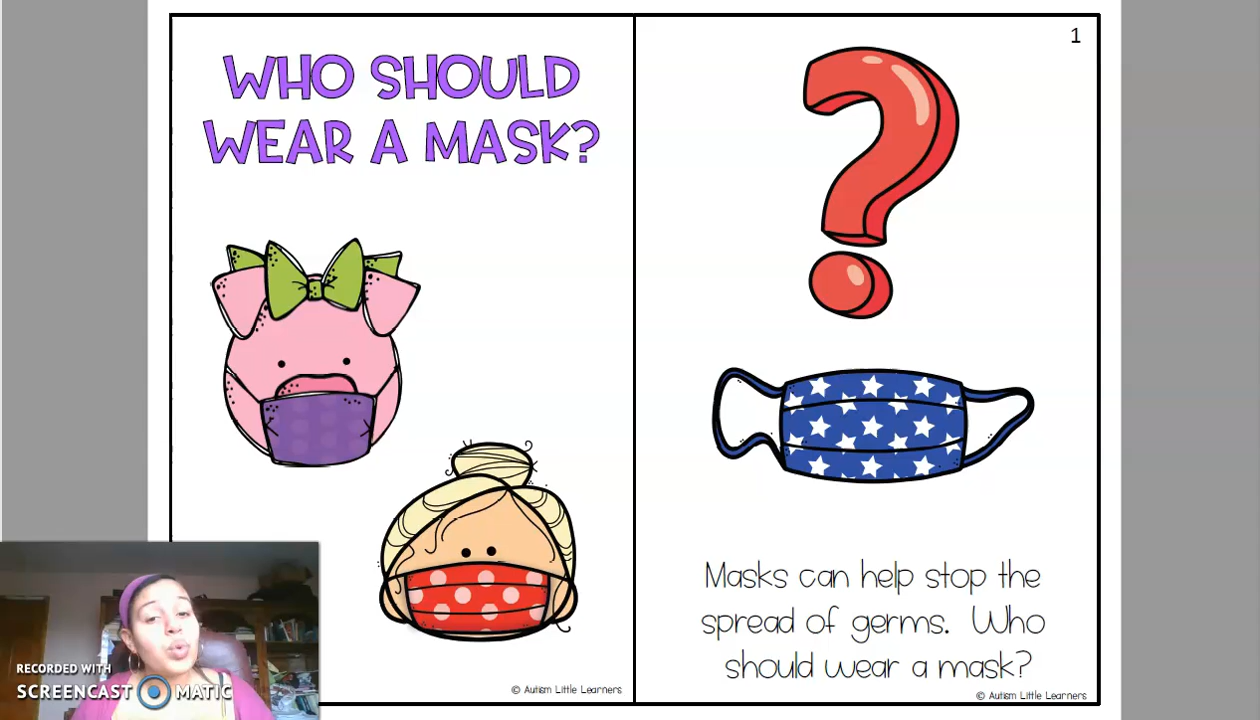 WHO SHOULD
WEAR A MASK?
© Autism Little Learners
1
Masks can help stop the
spread of germs. Who
should wear a mask?
© Autism Little Learners
RECORDED WITH
SCREENCAST MATIC